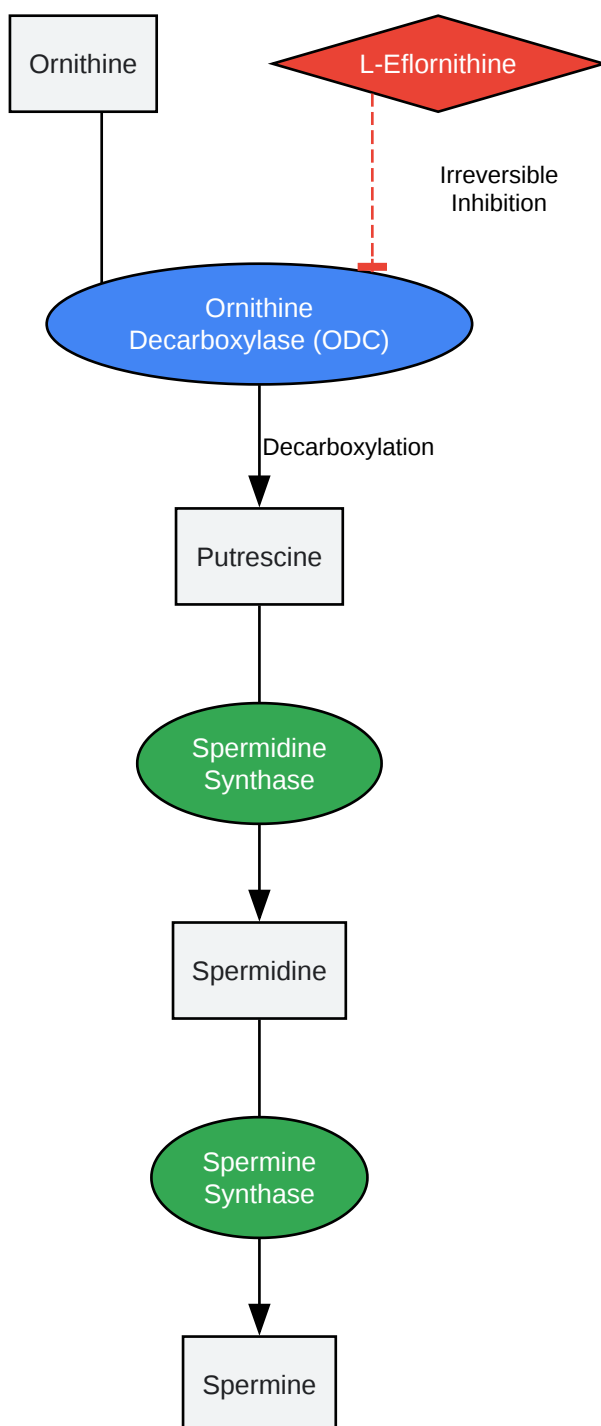 Ornithine
L-Eflornithine
Irreversible
Inhibition
Ornithine
Decarboxylase (ODC)
Decarboxylation
Putrescine
Spermidine
Synthase
Spermidine
Spermine
Synthase
Spermine